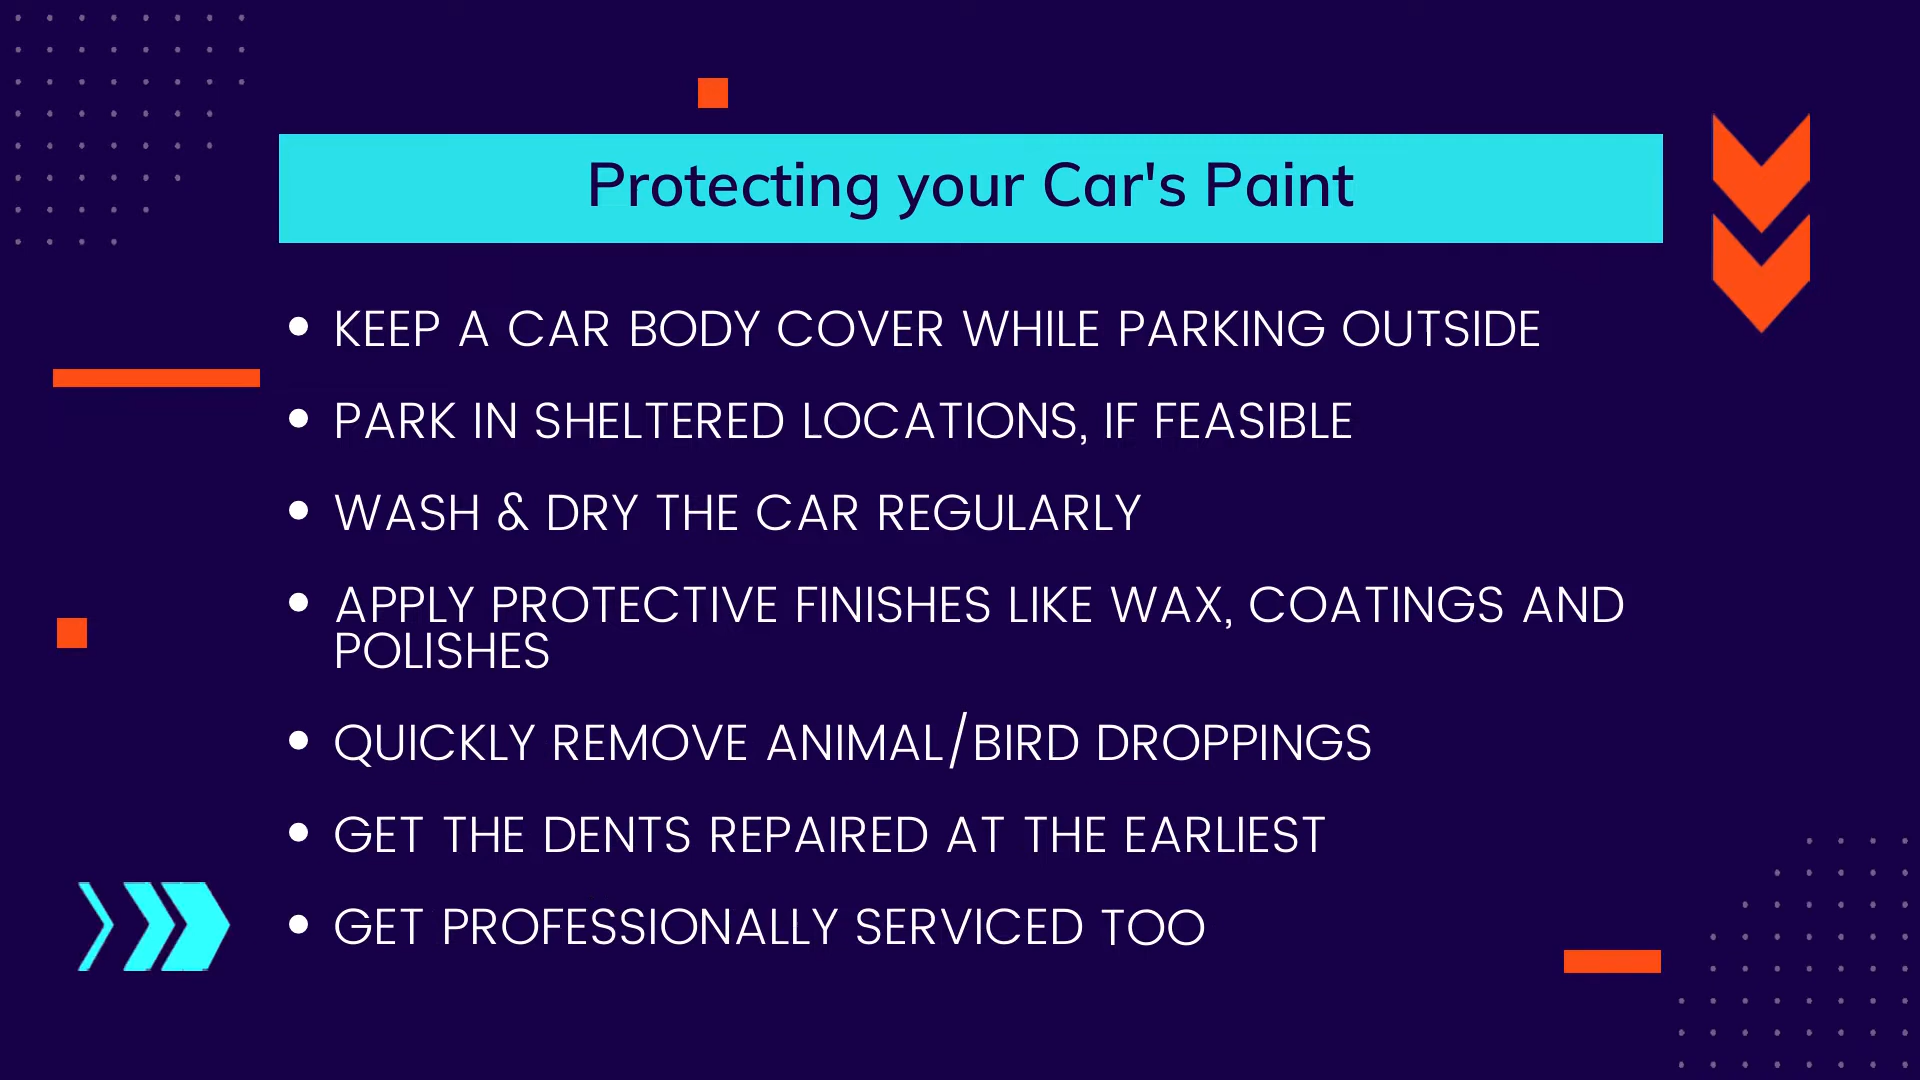 Protecting your Car's Paint
• KEEP A CAR BODY COVER WHILE PARKING OUTSIDE
• PARK IN SHELTERED LOCATIONS, IF FEASIBLE
• WASH & DRY THE CAR REGULARLY
• APPLY PROTECTIVE FINISHES LIKE WAX, COATINGS AND
POLISHES
• QUICKLY REMOVE ANIMAL/BIRD DROPPINGS
• GET THE DENTS REPAIRED AT THE EARLIEST
• GET PROFESSIONALLY SERVICED TOO